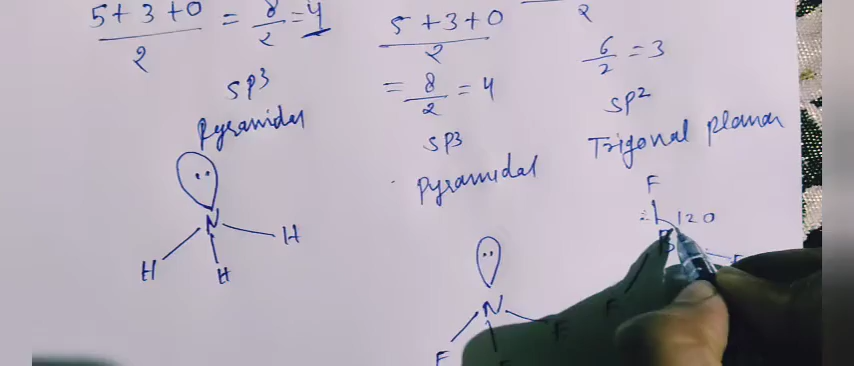 5+3+0 / 2 = 8/2 = 4
SP3
Pyramidal
N
H H H
5+3+0 / 2
= 8/2 = 4
SP3
Pyramidal
N
F F
2
6/2 = 3
SP2
Trigonal planar
F
120
B
F